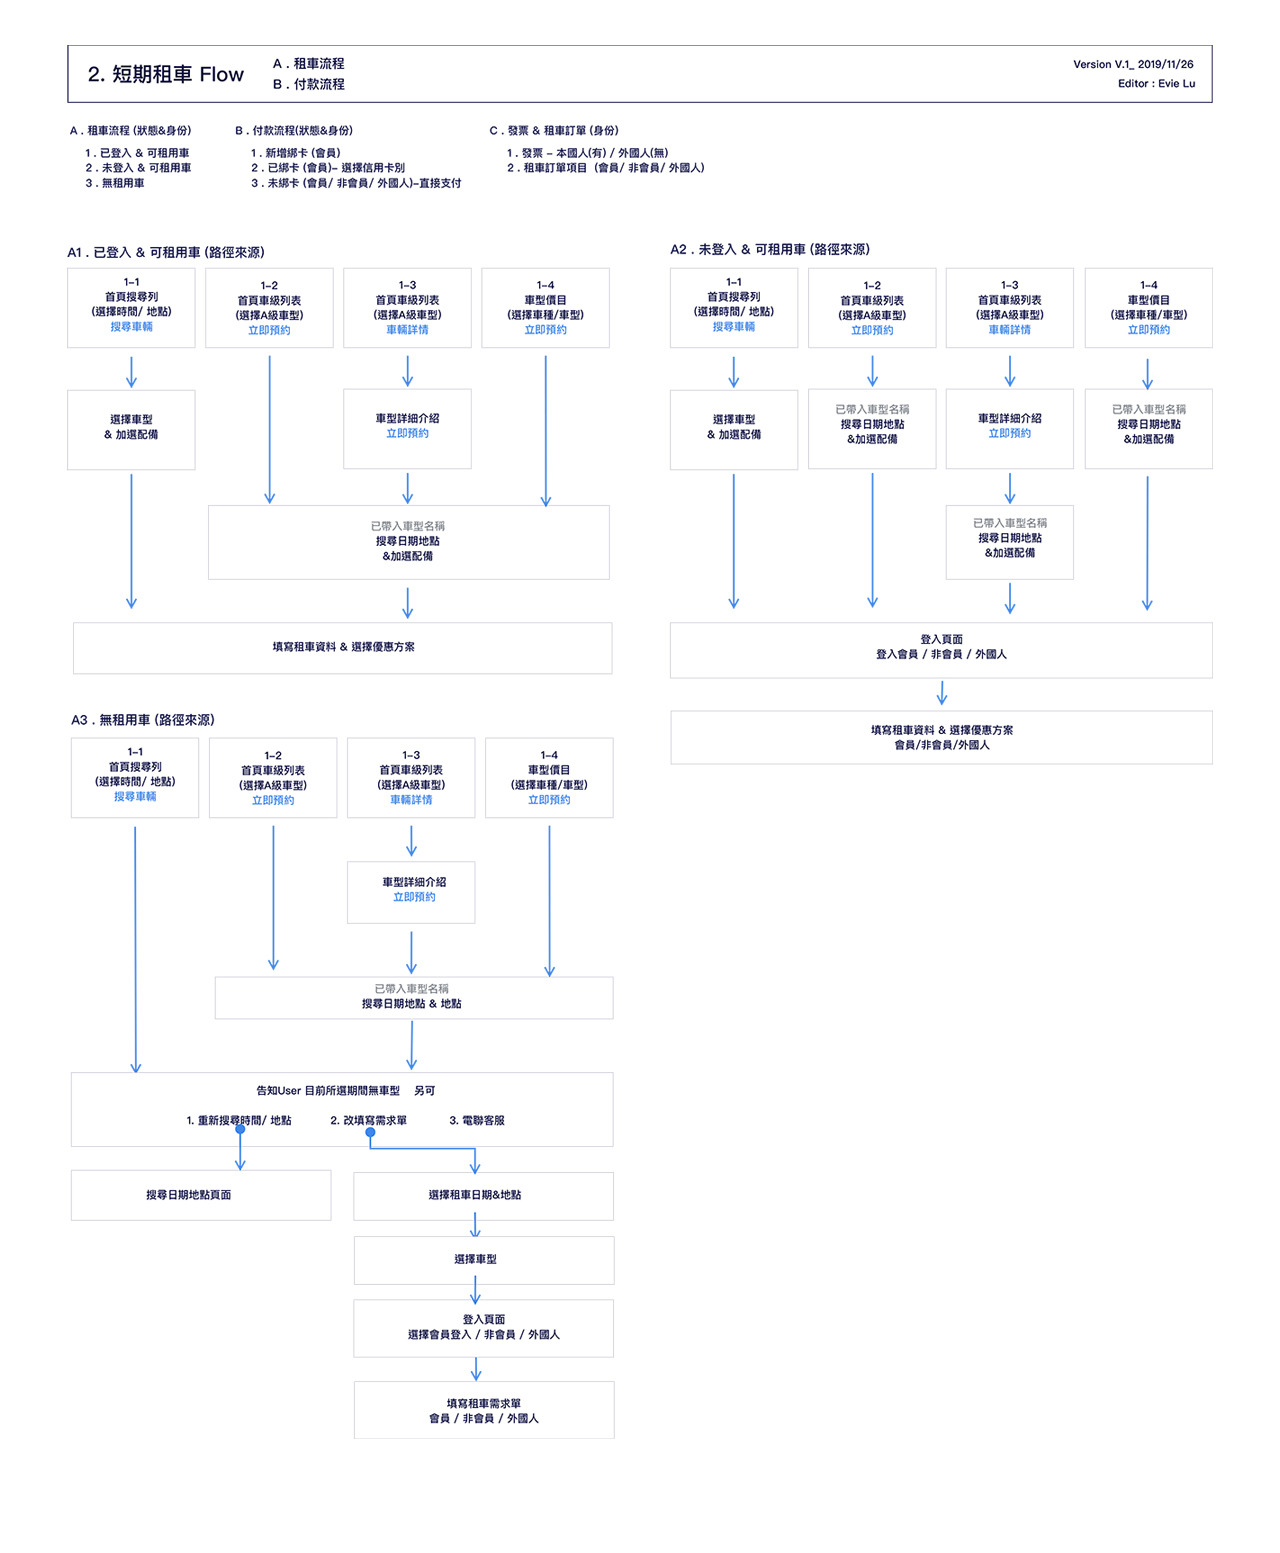 2. 短期租車 Flow
A . 租車流程
B . 付款流程
Version V.1_ 2019/11/26
Editor : Evie Lu
A . 租車流程 (狀態&身份)
1 . 已登入 & 可租用車
2 . 未登入 & 可租用車
3 . 無租用車
B . 付款流程(狀態&身份)
1 . 新增綁卡 (會員)
2 . 已綁卡 (會員)- 選擇信用卡別
3 . 未綁卡 (會員/ 非會員/ 外國人)-直接支付
C . 發票 & 租車訂單 (身份)
1 . 發票 - 本國人(有) / 外國人(無)
2 . 租車訂單項目 (會員/ 非會員/ 外國人)
A1 . 已登入 & 可租用車 (路徑來源)
1-1
首頁搜尋列
(選擇時間/ 地點)
搜尋車輛
1-2
首頁車級列表
(選擇A級車型)
立即預約
1-3
首頁車級列表
(選擇A級車型)
車輛詳情
1-4
車型價目
(選擇車種/車型)
立即預約
選擇車型
& 加選配備
車型詳細介紹
立即預約
已帶入車型名稱
搜尋日期地點
&加選配備
填寫租車資料 & 選擇優惠方案
A2 . 未登入 & 可租用車 (路徑來源)
1-1
首頁搜尋列
(選擇時間/ 地點)
搜尋車輛
1-2
首頁車級列表
(選擇A級車型)
立即預約
1-3
首頁車級列表
(選擇A級車型)
車輛詳情
1-4
車型價目
(選擇車種/車型)
立即預約
選擇車型
& 加選配備
已帶入車型名稱
搜尋日期地點
&加選配備
車型詳細介紹
立即預約
已帶入車型名稱
搜尋日期地點
&加選配備
已帶入車型名稱
搜尋日期地點
&加選配備
登入頁面
登入會員 / 非會員 / 外國人
填寫租車資料 & 選擇優惠方案
會員/非會員/外國人
A3 . 無租用車 (路徑來源)
1-1
首頁搜尋列
(選擇時間/ 地點)
搜尋車輛
1-2
首頁車級列表
(選擇A級車型)
立即預約
1-3
首頁車級列表
(選擇A級車型)
車輛詳情
1-4
車型價目
(選擇車種/車型)
立即預約
車型詳細介紹
立即預約
已帶入車型名稱
搜尋日期地點 & 地點
告知User 目前所選期間無車型 另可
1. 重新搜尋時間/ 地點
2. 改填寫需求單
3. 電聯客服
搜尋日期地點頁面
選擇租車日期&地點
選擇車型
登入頁面
選擇會員登入 / 非會員 / 外國人
填寫租車需求單
會員 / 非會員 / 外國人